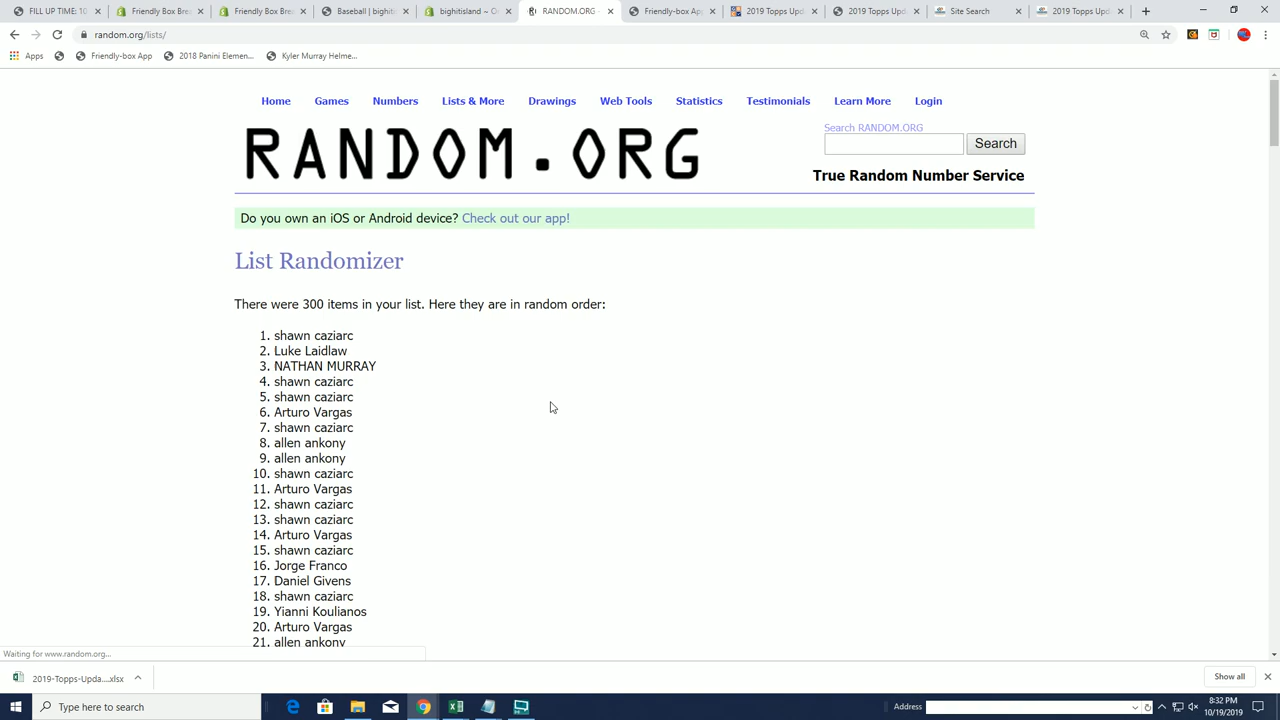 FILL UP TIME: 10
Friendly Box Bre
Friendly Box Bre
Baseball | bighiti
bighitisland ~ O
RANDOM.ORG -
Friendly-box App
2019 Topps Upd
2019 Topps Upd
Site Search
2019 Topps Upd
random.org/lists/
Apps
Friendly-box App
2018 Panini Elemen...
Kyler Murray Helme...
Home
Games
Numbers
Lists & More
Drawings
Web Tools
Statistics
Testimonials
Learn More
Login
RANDOM.ORG
Search RANDOM.ORG
Search
True Random Number Service
Do you own an iOS or Android device? Check out our app!
List Randomizer
There were 300 items in your list. Here they are in random order:
1. shawn caziarc
2. Luke Laidlaw
3. NATHAN MURRAY
4. shawn caziarc
5. shawn caziarc
6. Arturo Vargas
7. shawn caziarc
8. allen ankony
9. allen ankony
10. shawn caziarc
11. Arturo Vargas
12. shawn caziarc
13. shawn caziarc
14. Arturo Vargas
15. shawn caziarc
16. Jorge Franco
17. Daniel Givens
18. shawn caziarc
19. Yianni Koulianos
20. Arturo Vargas
21. allen ankony
Waiting for www.random.org...
2019-Topps-Upda....xlsx
Show all
Type here to search
Address
8:32 PM
10/19/2019